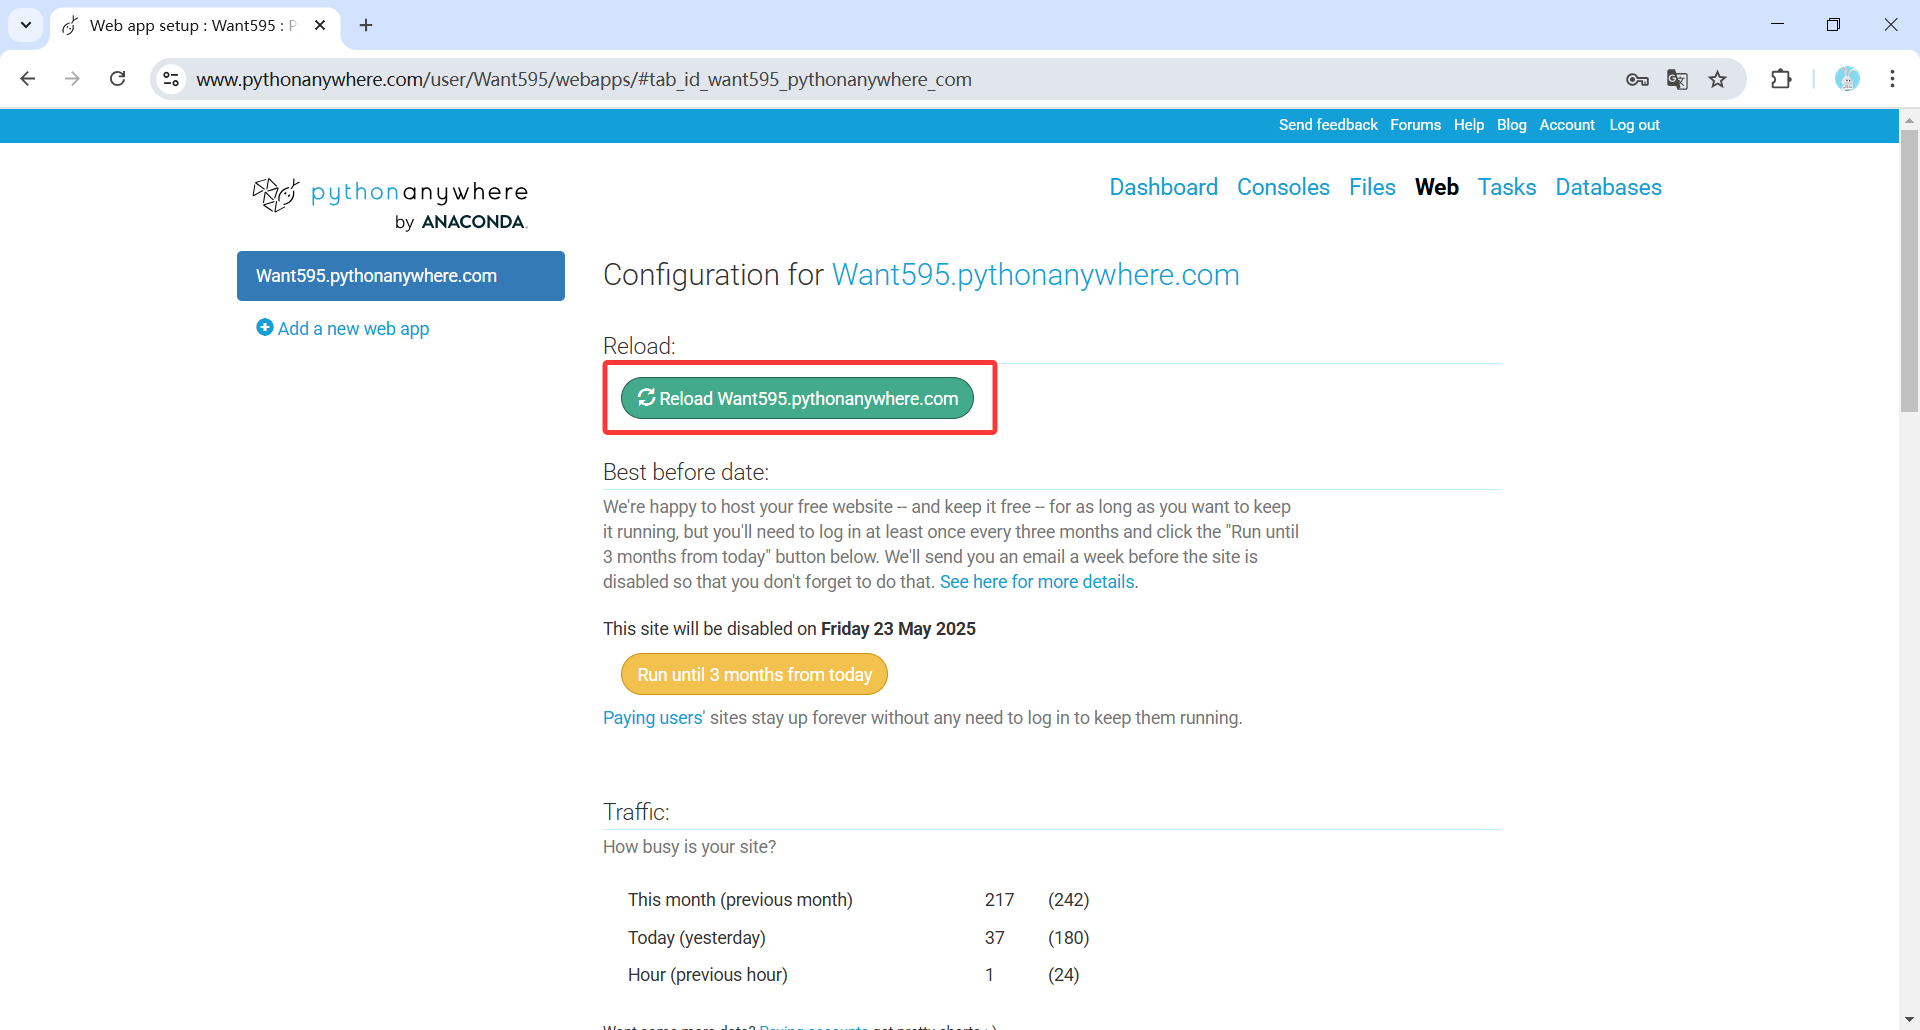 Web app setup : Want595 : P
www.pythonanywhere.com/user/Want595/webapps/#tab_id_want595_pythonanywhere_com
Send feedback Forums Help Blog Account Log out
pythonanywhere
by ANACONDA.
Dashboard Consoles Files Web Tasks Databases
Want595.pythonanywhere.com
Add a new web app
Configuration for Want595.pythonanywhere.com
Reload:
Reload Want595.pythonanywhere.com
Best before date:
We're happy to host your free website -- and keep it free -- for as long as you want to keep
it running, but you'll need to log in at least once every three months and click the "Run until
3 months from today" button below. We'll send you an email a week before the site is
disabled so that you don't forget to do that. See here for more details.
This site will be disabled on Friday 23 May 2025
Run until 3 months from today
Paying users' sites stay up forever without any need to log in to keep them running.
Traffic:
How busy is your site?
This month (previous month) 217 (242)
Today (yesterday) 37 (180)
Hour (previous hour) 1 (24)
Want some more data? Paying accounts get pretty charts ; )